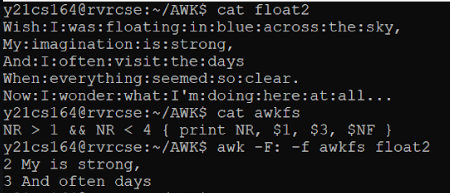 y21cs164@rvrcse:~/AWK$ cat float2
Wish:I:was:floating:in:blue:across:the:sky,
My:imagination:is:strong,
And:I:often:visit:the:days
When:everything:seemed:so:clear.
Now:I:wonder:what:I'm:doing:here:at:all...
y21cs164@rvrcse:~/AWK$ cat awkfs
NR > 1 && NR < 4 { print NR, $1, $3, $NF }
y21cs164@rvrcse:~/AWK$ awk -F: -f awkfs float2
2 My is strong,
3 And often days
y21cs164@rvrcse:~/AWK$